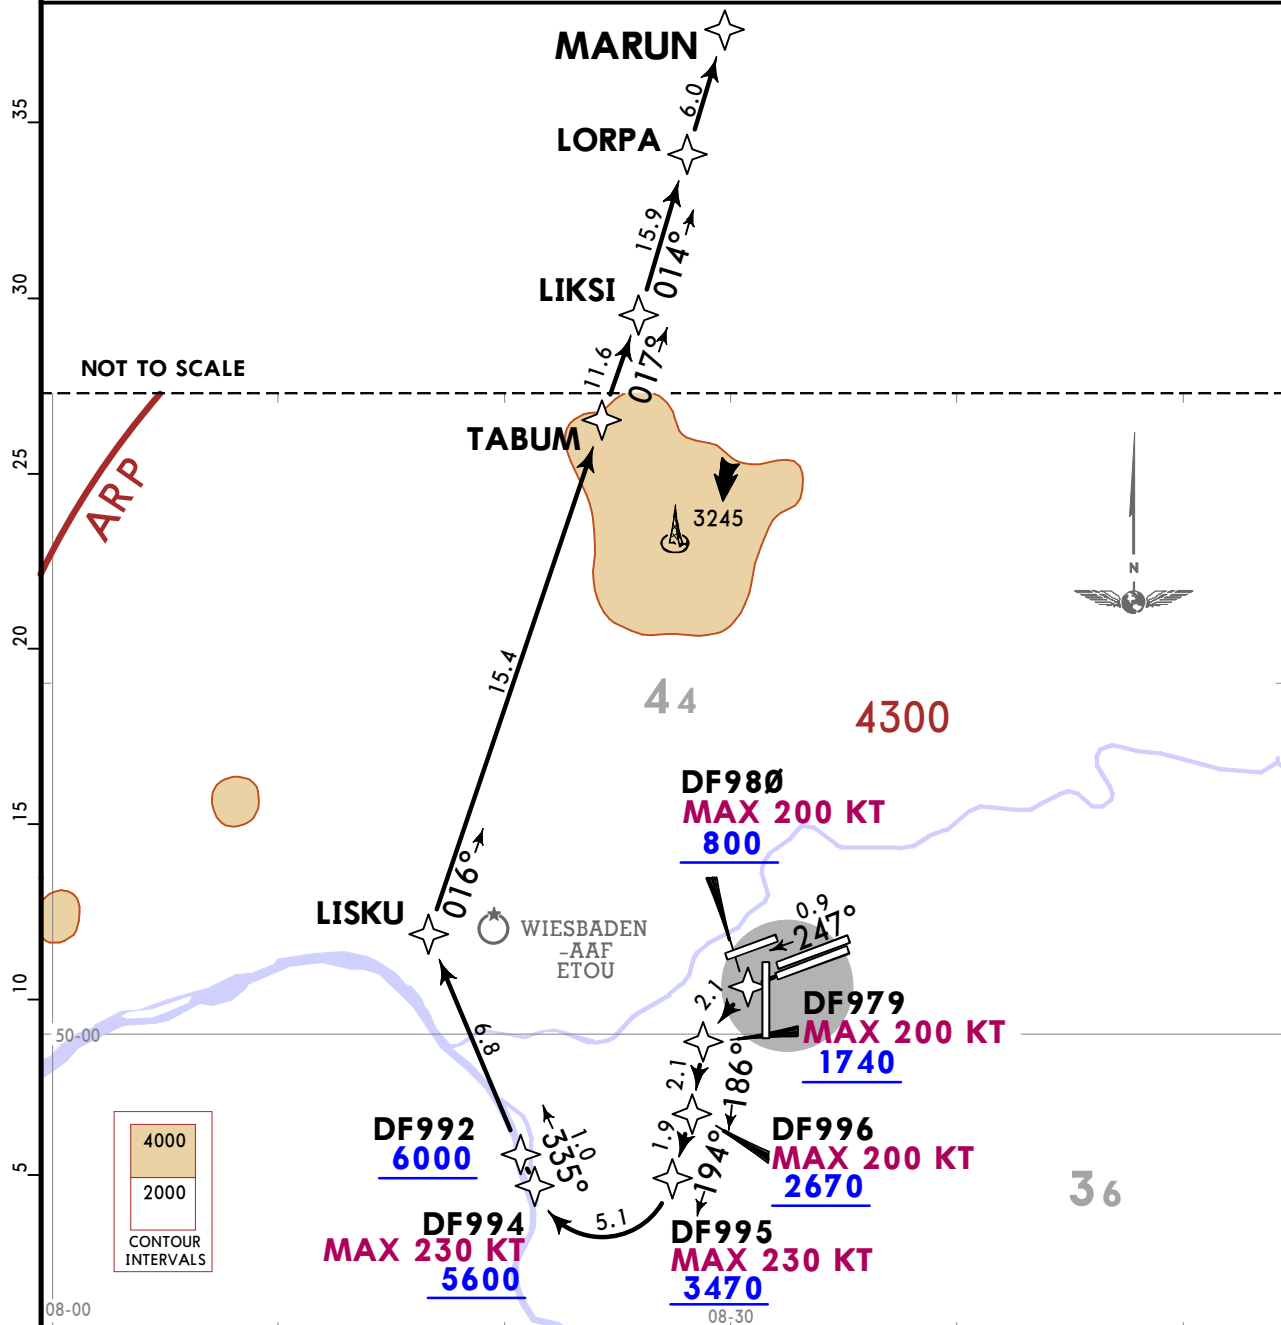 MARUN
6.0
35
LORPA
15.9
014°
30
LIKSI
11.6
017°
NOT TO SCALE
TABUM
25
ARP
3245
N
20
15.4
44
4300
DF98Ø
MAX 200 KT
800
15
016°
LISKU
WIESBADEN
-AAF
ETOU
0.9
247°
10
2.1
DF979
MAX 200 KT
1740
50-00
6.8
2.1
186°
DF992
6000
1.0
335°
1.9
194°
DF996
MAX 200 KT
2670
5
36
4000
2000
CONTOUR
INTERVALS
DF994
MAX 230 KT
5600
5.1
DF995
MAX 230 KT
3470
08-00
08-30